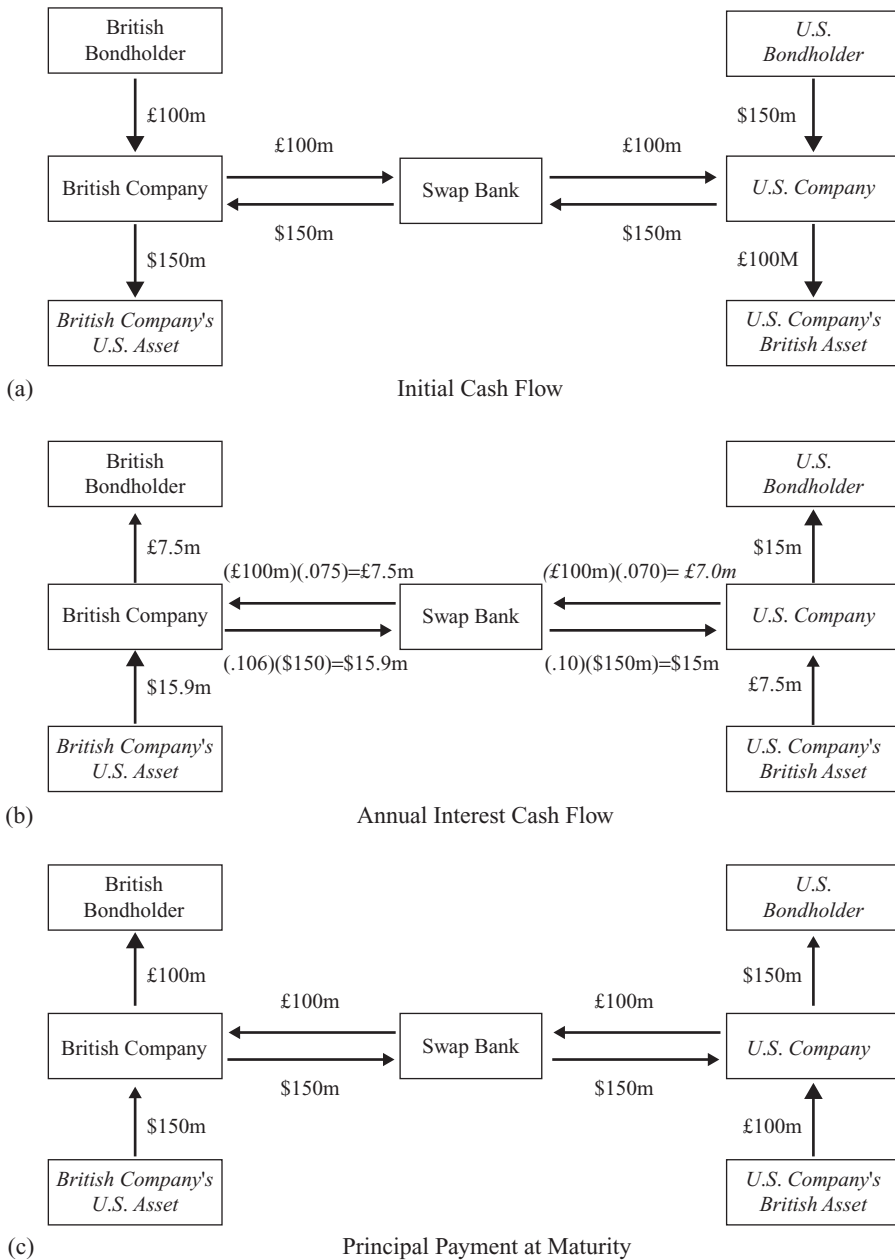 British
Bondholder
U.S.
Bondholder
£100m
$150m
£100m
£100m
British Company
Swap Bank
U.S. Company
$150m
$150m
$150m
£100M
British Company's
U.S. Asset
U.S. Company's
British Asset
(a)
Initial Cash Flow
British
Bondholder
U.S.
Bondholder
£7.5m
$15m
(£100m)(.075)=£7.5m
(£100m)(.070)= £7.0m
British Company
Swap Bank
U.S. Company
(.106)($150)=$15.9m
(.10)($150m)=$15m
$15.9m
£7.5m
British Company's
U.S. Asset
U.S. Company's
British Asset
(b)
Annual Interest Cash Flow
British
Bondholder
U.S.
Bondholder
£100m
$150m
£100m
£100m
British Company
Swap Bank
U.S. Company
$150m
$150m
$150m
£100m
British Company's
U.S. Asset
U.S. Company's
British Asset
(c)
Principal Payment at Maturity